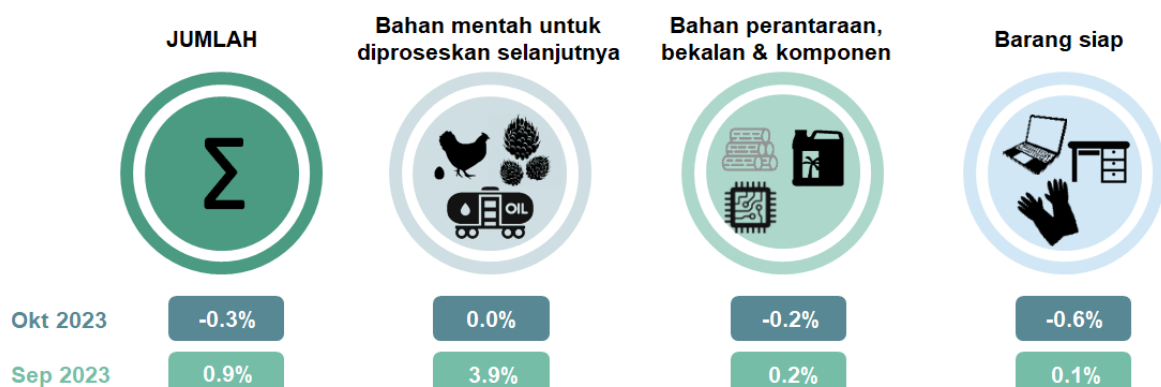 JUMLAH
Bahan mentah untuk
diproseskan selanjutnya
Bahan perantaraan,
bekalan & komponen
Barang siap
Σ
OIL
Okt 2023
-0.3%
0.0%
-0.2%
-0.6%
Sep 2023
0.9%
3.9%
0.2%
0.1%